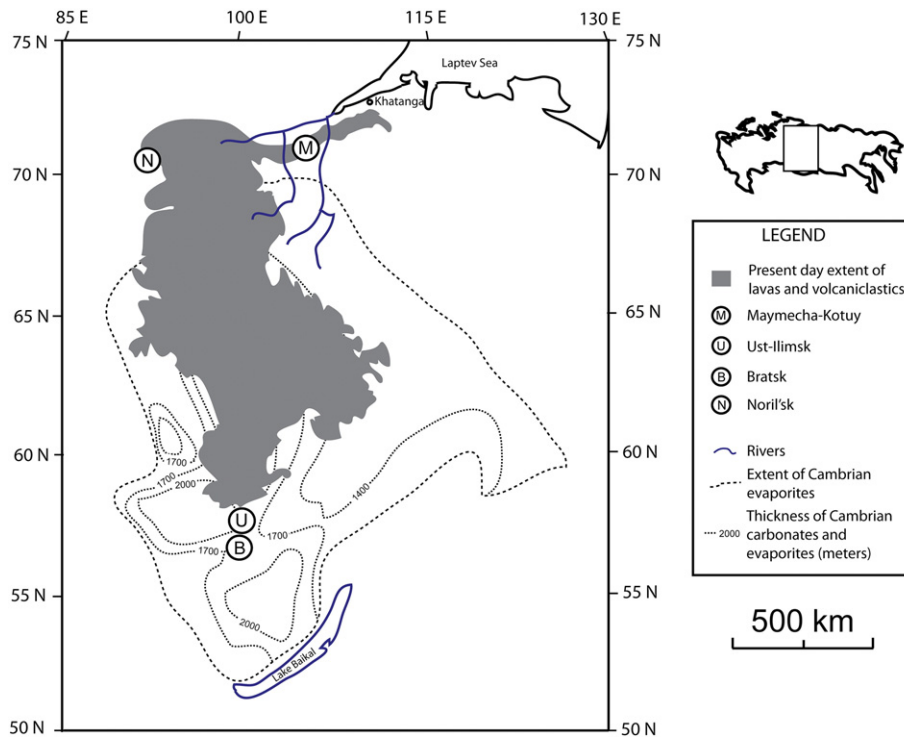 85 E 100 E 115 E 130 E
75 N 75 N
Laptev Sea
Khatanga
M
N
70 N 70 N
65 N 65 N
60 N 60 N
1700
1700
2000
1400
U
1700 1700
B
55 N 55 N
2000
Lake Baikal
50 N 50 N
LEGEND
Present day extent of
lavas and volcaniclastics
M Maymecha-Kotuy
U Ust-Ilimsk
B Bratsk
N Noril'sk
Rivers
Extent of Cambrian
evaporites
Thickness of Cambrian
2000 carbonates and
evaporites (meters)
500 km